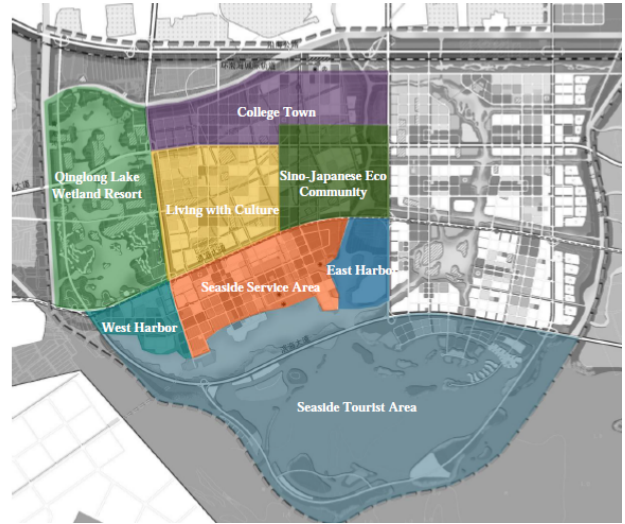 College Town
Qinglong Lake
Wetland Resort
Sino-Japanese Eco
Community
Living with Culture
East Harbor
Seaside Service Area
West Harbor
Seaside Tourist Area